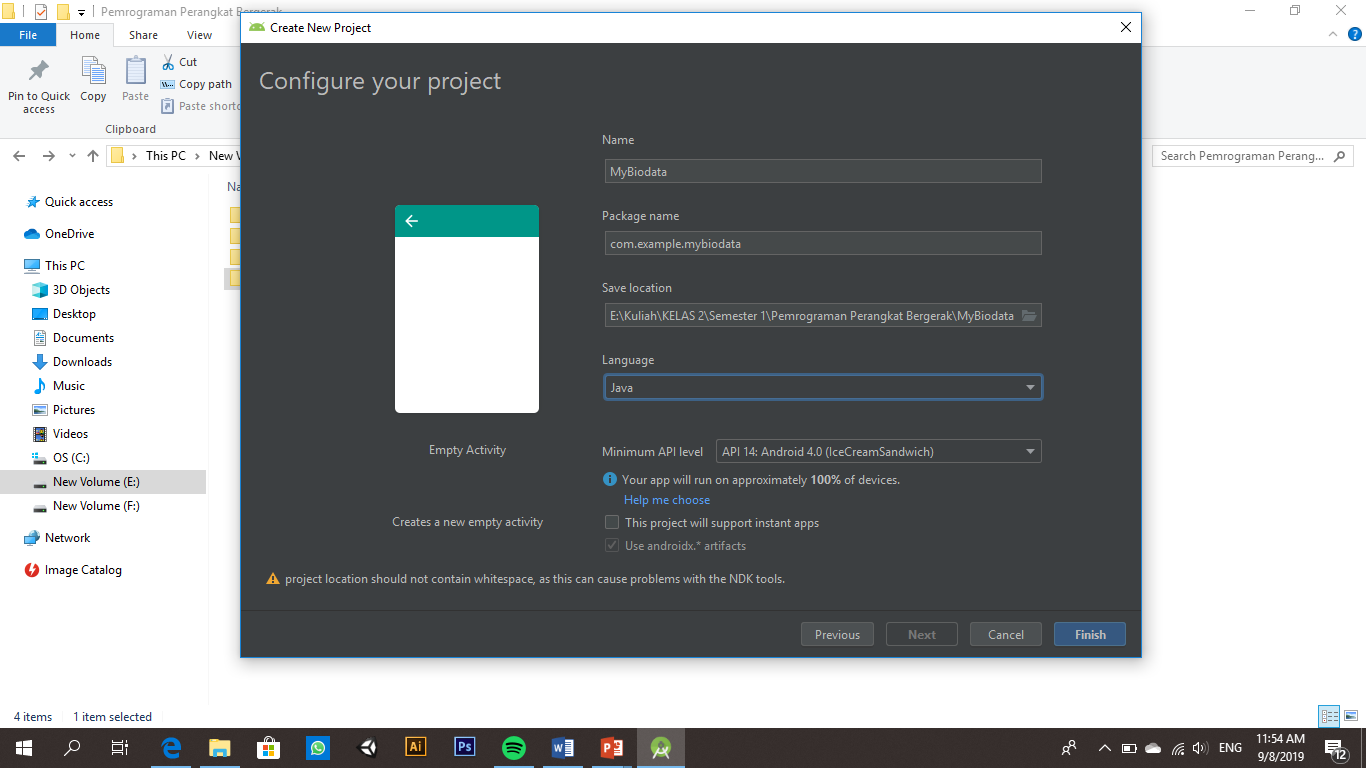 Pemrograman Perangkat Bergerak
File
Home
Share
View
Pin to Quick
access
Copy
Paste
Cut
Copy path
Paste shortc
Clipboard
This PC
New V
Search Pemrograman Perang...
Na
Quick access
OneDrive
This PC
3D Objects
Desktop
Documents
Downloads
Music
Pictures
Videos
OS (C:)
New Volume (E:)
New Volume (F:)
Network
Image Catalog
4 items
1 item selected
Create New Project
Configure your project
Name
MyBiodata
Package name
com.example.mybiodata
Save location
E:\Kuliah\KELAS 2\Semester 1\Pemrograman Perangkat Bergerak\MyBiodata
Language
Java
Empty Activity
Creates a new empty activity
Minimum API level
API 14: Android 4.0 (IceCreamSandwich)
Your app will run on approximately 100% of devices.
Help me choose
This project will support instant apps
Use androidx.* artifacts
project location should not contain whitespace, as this can cause problems with the NDK tools.
Previous
Next
Cancel
Finish
Ai
Ps
ENG
11:54 AM
9/8/2019
12